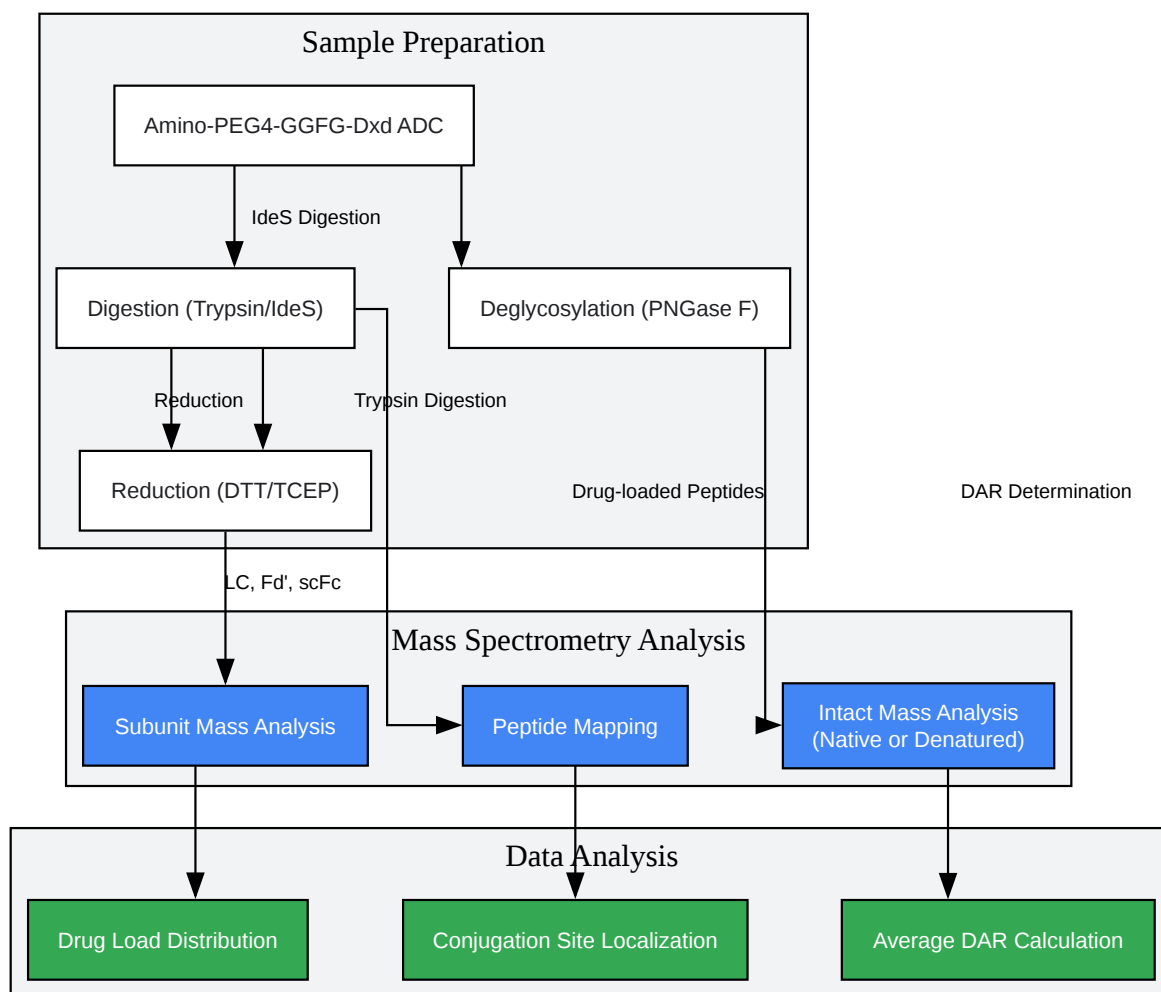 Sample Preparation
Amino-PEG4-GGFG-Dxd ADC
IdeS Digestion
Digestion (Trypsin/IdeS)
Deglycosylation (PNGase F)
Reduction
Trypsin Digestion
Reduction (DTT/TCEP)
Drug-loaded Peptides
DAR Determination
LC, Fd', scFc
Mass Spectrometry Analysis
Subunit Mass Analysis
Peptide Mapping
Intact Mass Analysis
(Native or Denatured)
Data Analysis
Drug Load Distribution
Conjugation Site Localization
Average DAR Calculation